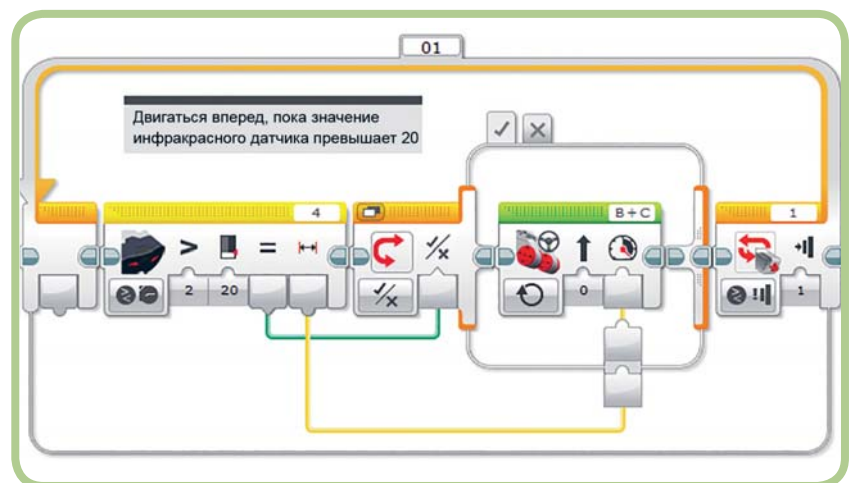 01
Двигаться вперед, пока значение
инфракрасного датчика превышает 20
4
B+C
1
> =
2 20
0
1